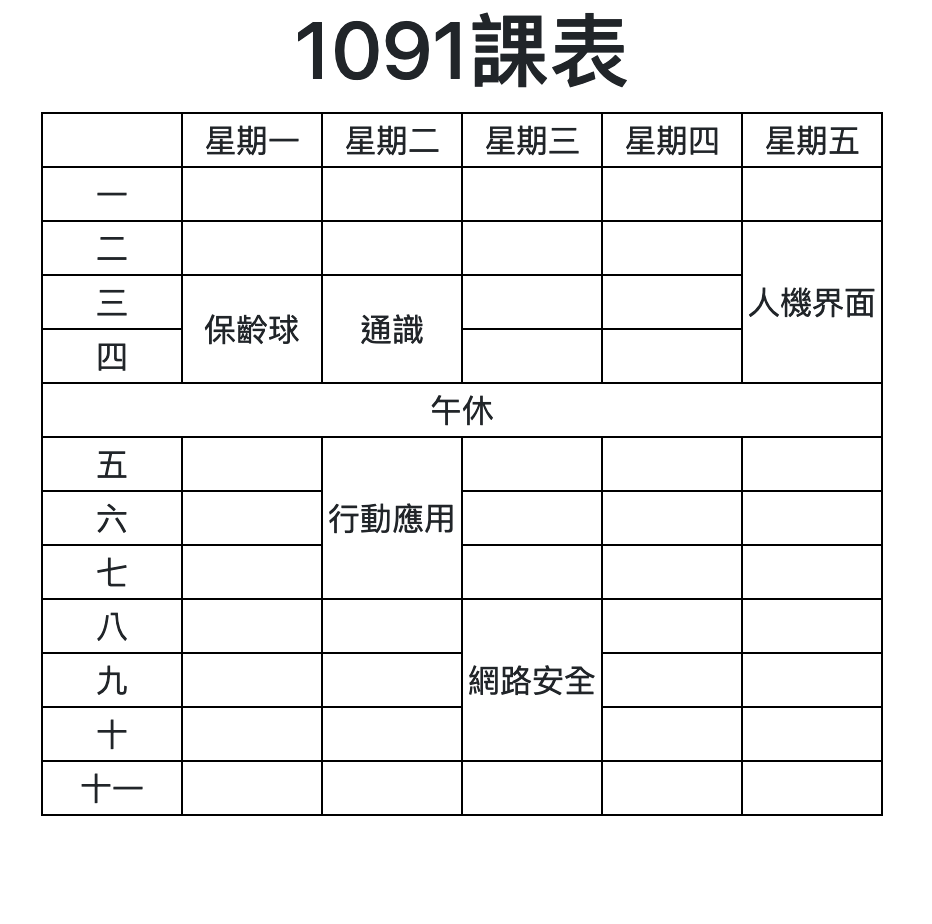 1091課表
星期一 星期二 星期三 星期四 星期五
一
二
人機界面
三
保齡球 通識
四
午休
五
六
行動應用
七
八
九
網路安全
十
十一